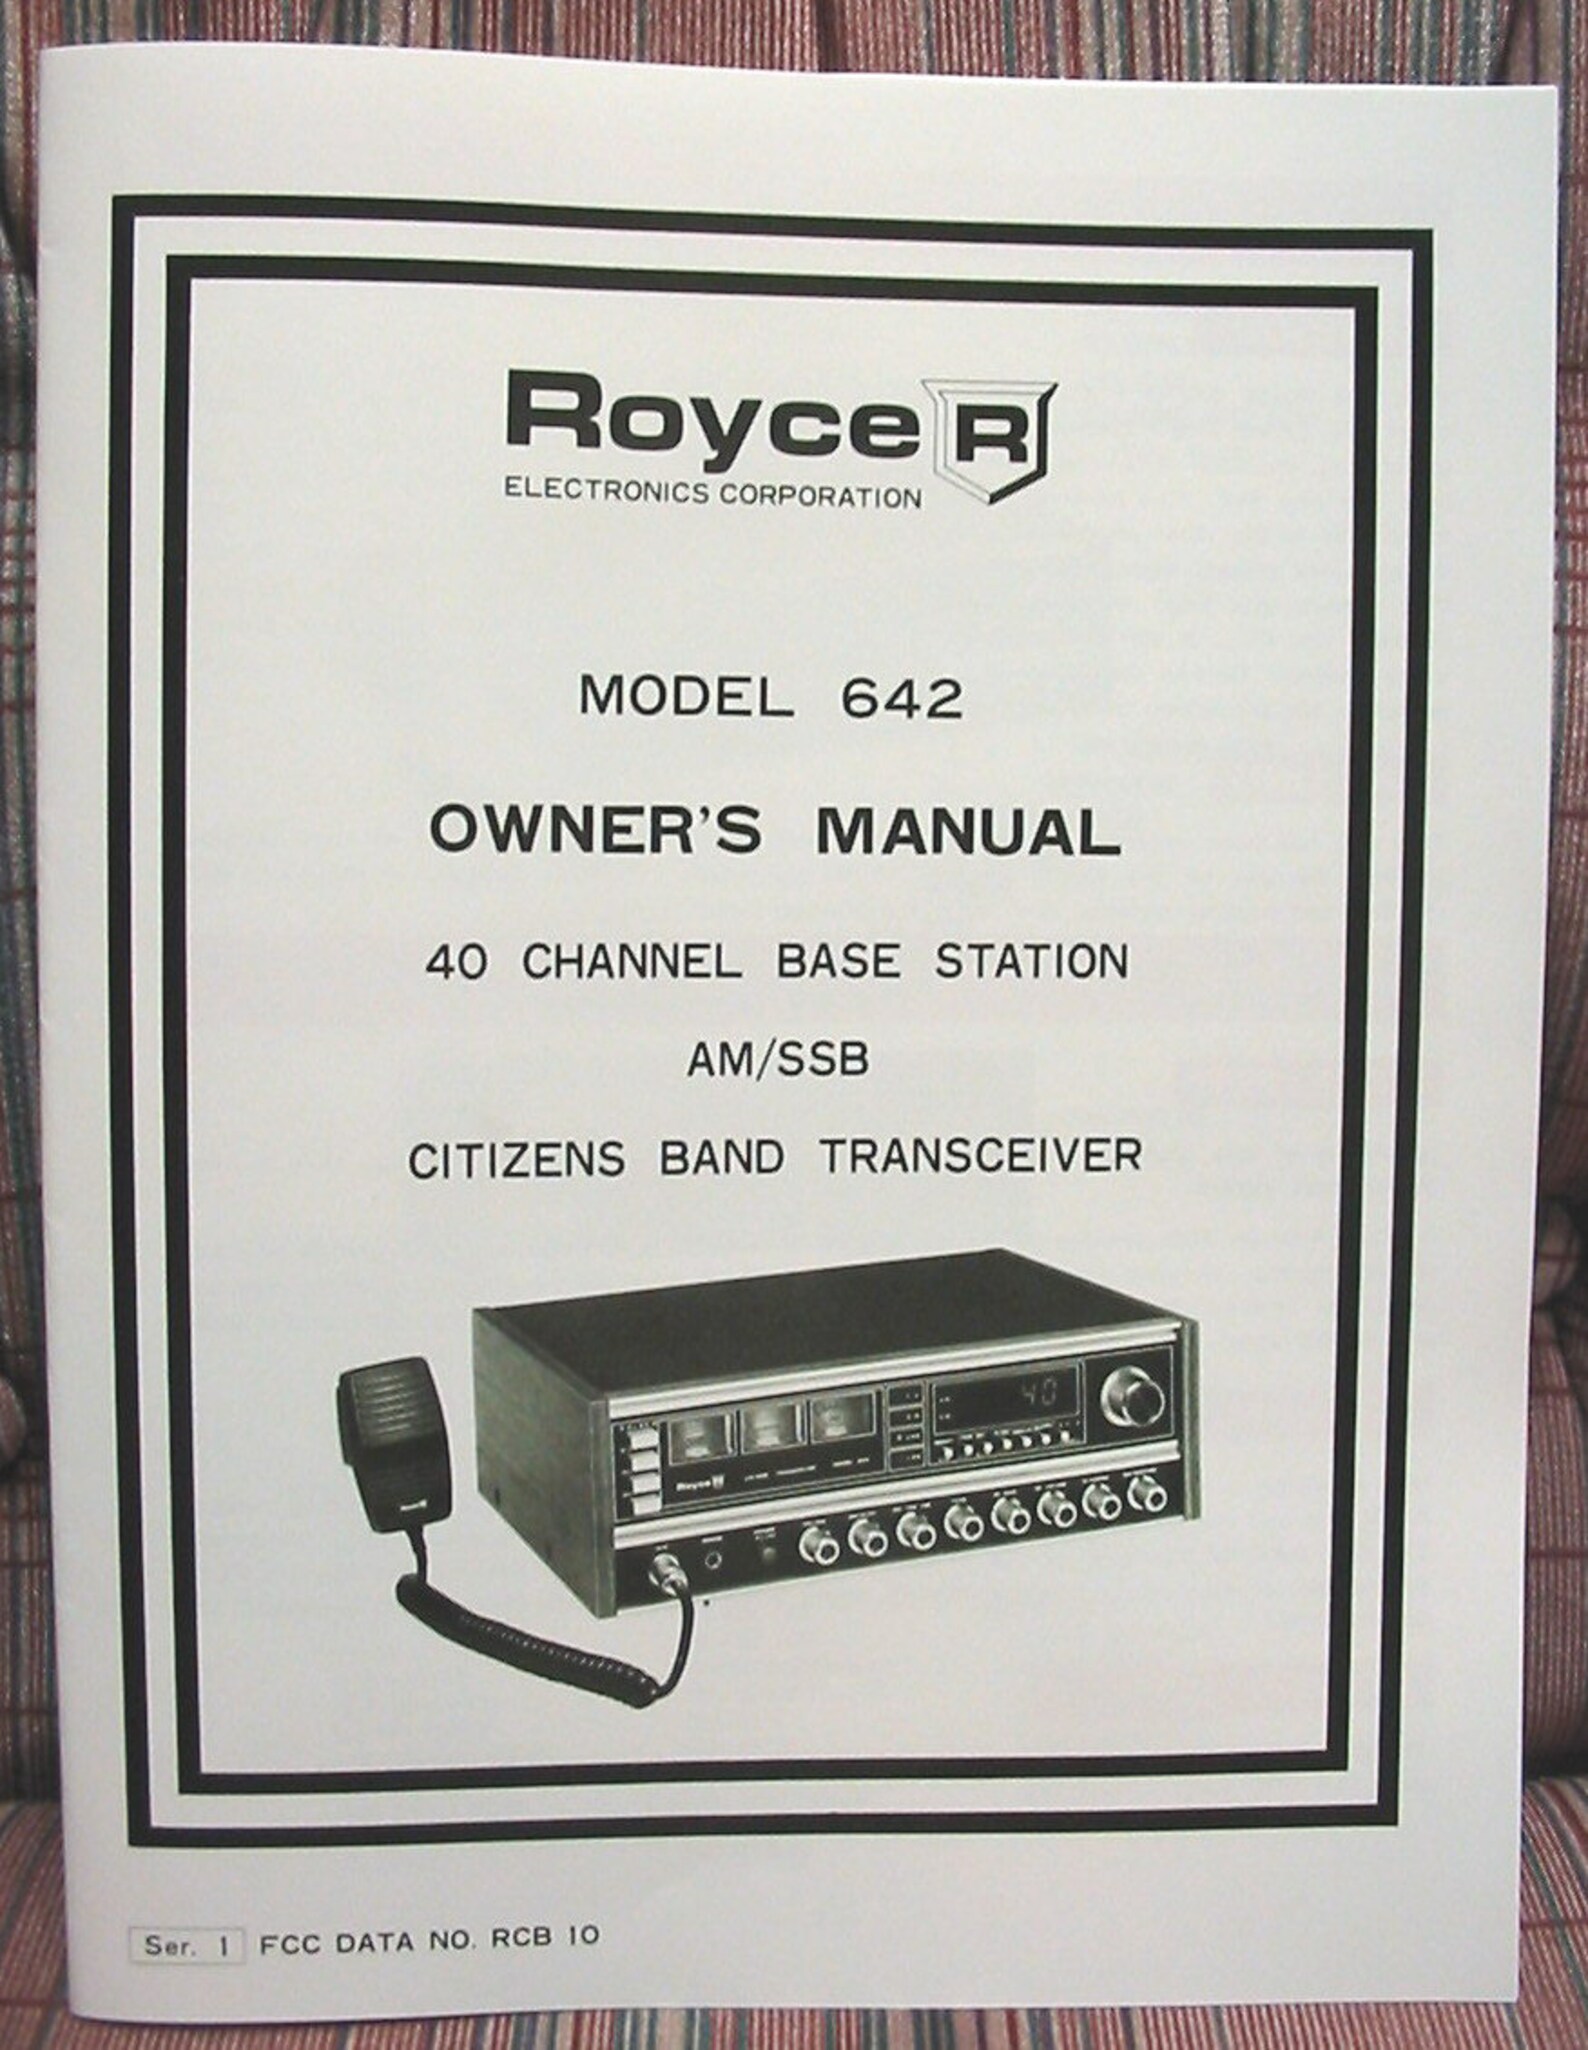 Royce R
ELECTRONICS CORPORATION
MODEL 642
OWNER'S MANUAL
40 CHANNEL BASE STATION
AM/SSB
CITIZENS BAND TRANSCEIVER
40
Royce
Ser. 1 FCC DATA NO. RCB 10